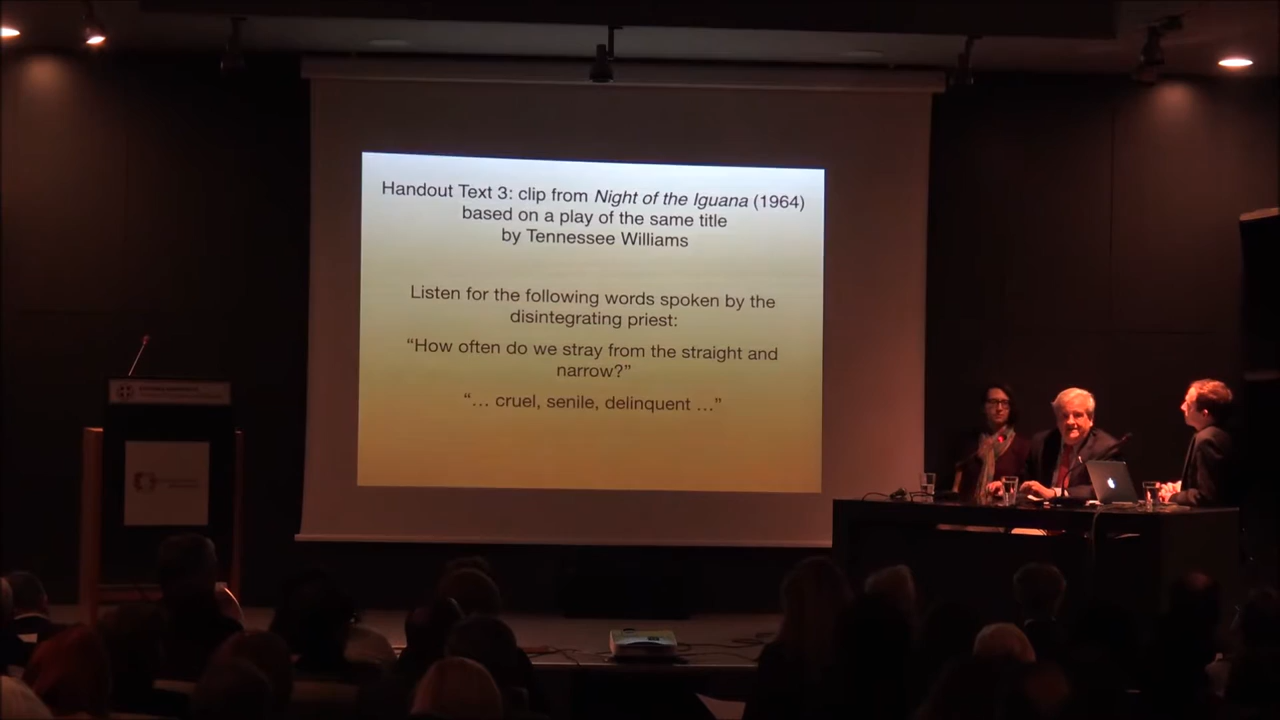 Handout Text 3: clip from Night of the Iguana (1964)
based on a play of the same title
by Tennessee Williams
Listen for the following words spoken by the
disintegrating priest:
“How often do we stray from the straight and
narrow?”
“… cruel, senile, delinquent …”